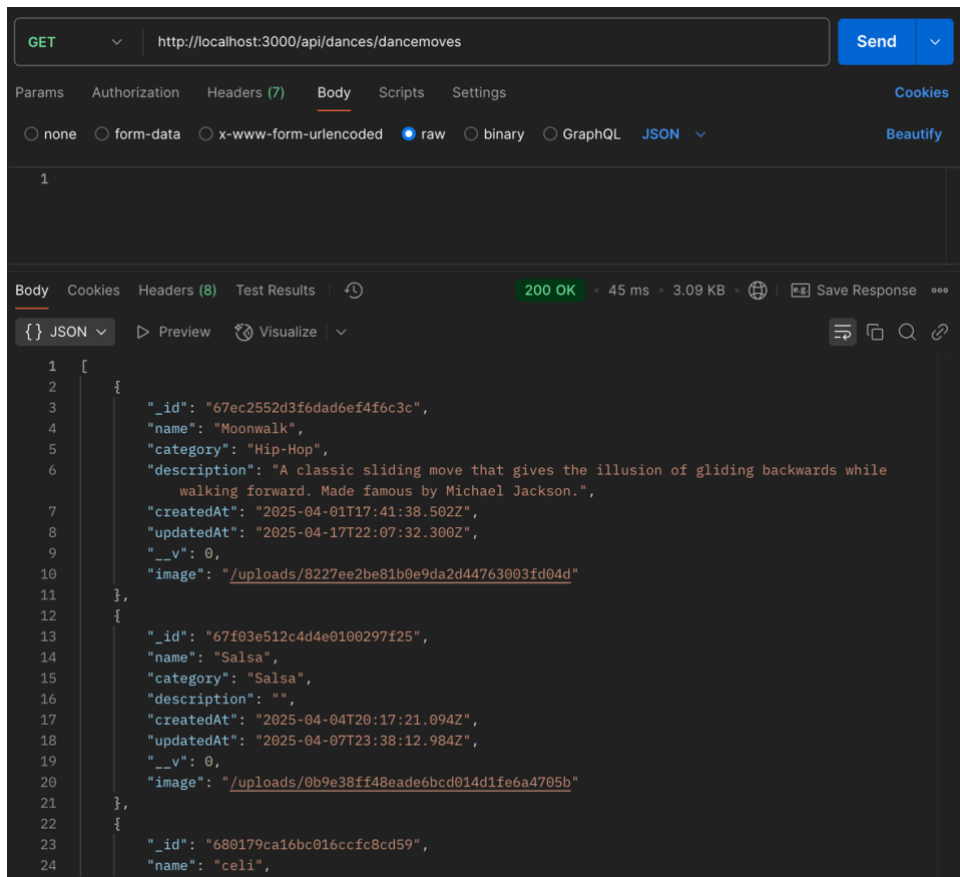 GET http://localhost:3000/api/dances/dancemoves Send
Params Authorization Headers (7) Body Scripts Settings Cookies
none form-data x-www-form-urlencoded raw binary GraphQL JSON Beautify
1
Body Cookies Headers (8) Test Results 200 OK • 45 ms • 3.09 KB • e.g. Save Response
{} JSON Preview Visualize
1 [
2 {
3 "_id": "67ec2552d3f6dad6ef4f6c3c",
4 "name": "Moonwalk",
5 "category": "Hip-Hop",
6 "description": "A classic sliding move that gives the illusion of gliding backwards while
walking forward. Made famous by Michael Jackson.",
7 "createdAt": "2025-04-01T17:41:38.502Z",
8 "updatedAt": "2025-04-17T22:07:32.300Z",
9 "__v": 0,
10 "image": "/uploads/8227ee2be81b0e9da2d44763003fd04d"
11 },
12 {
13 "_id": "67f03e512c4d4e0100297f25",
14 "name": "Salsa",
15 "category": "Salsa",
16 "description": "",
17 "createdAt": "2025-04-04T20:17:21.094Z",
18 "updatedAt": "2025-04-07T23:38:12.984Z",
19 "__v": 0,
20 "image": "/uploads/0b9e38ff48eade6bcd014d1fe6a4705b"
21 },
22 {
23 "_id": "680179ca16bc016ccfc8cd59",
24 "name": "celi",